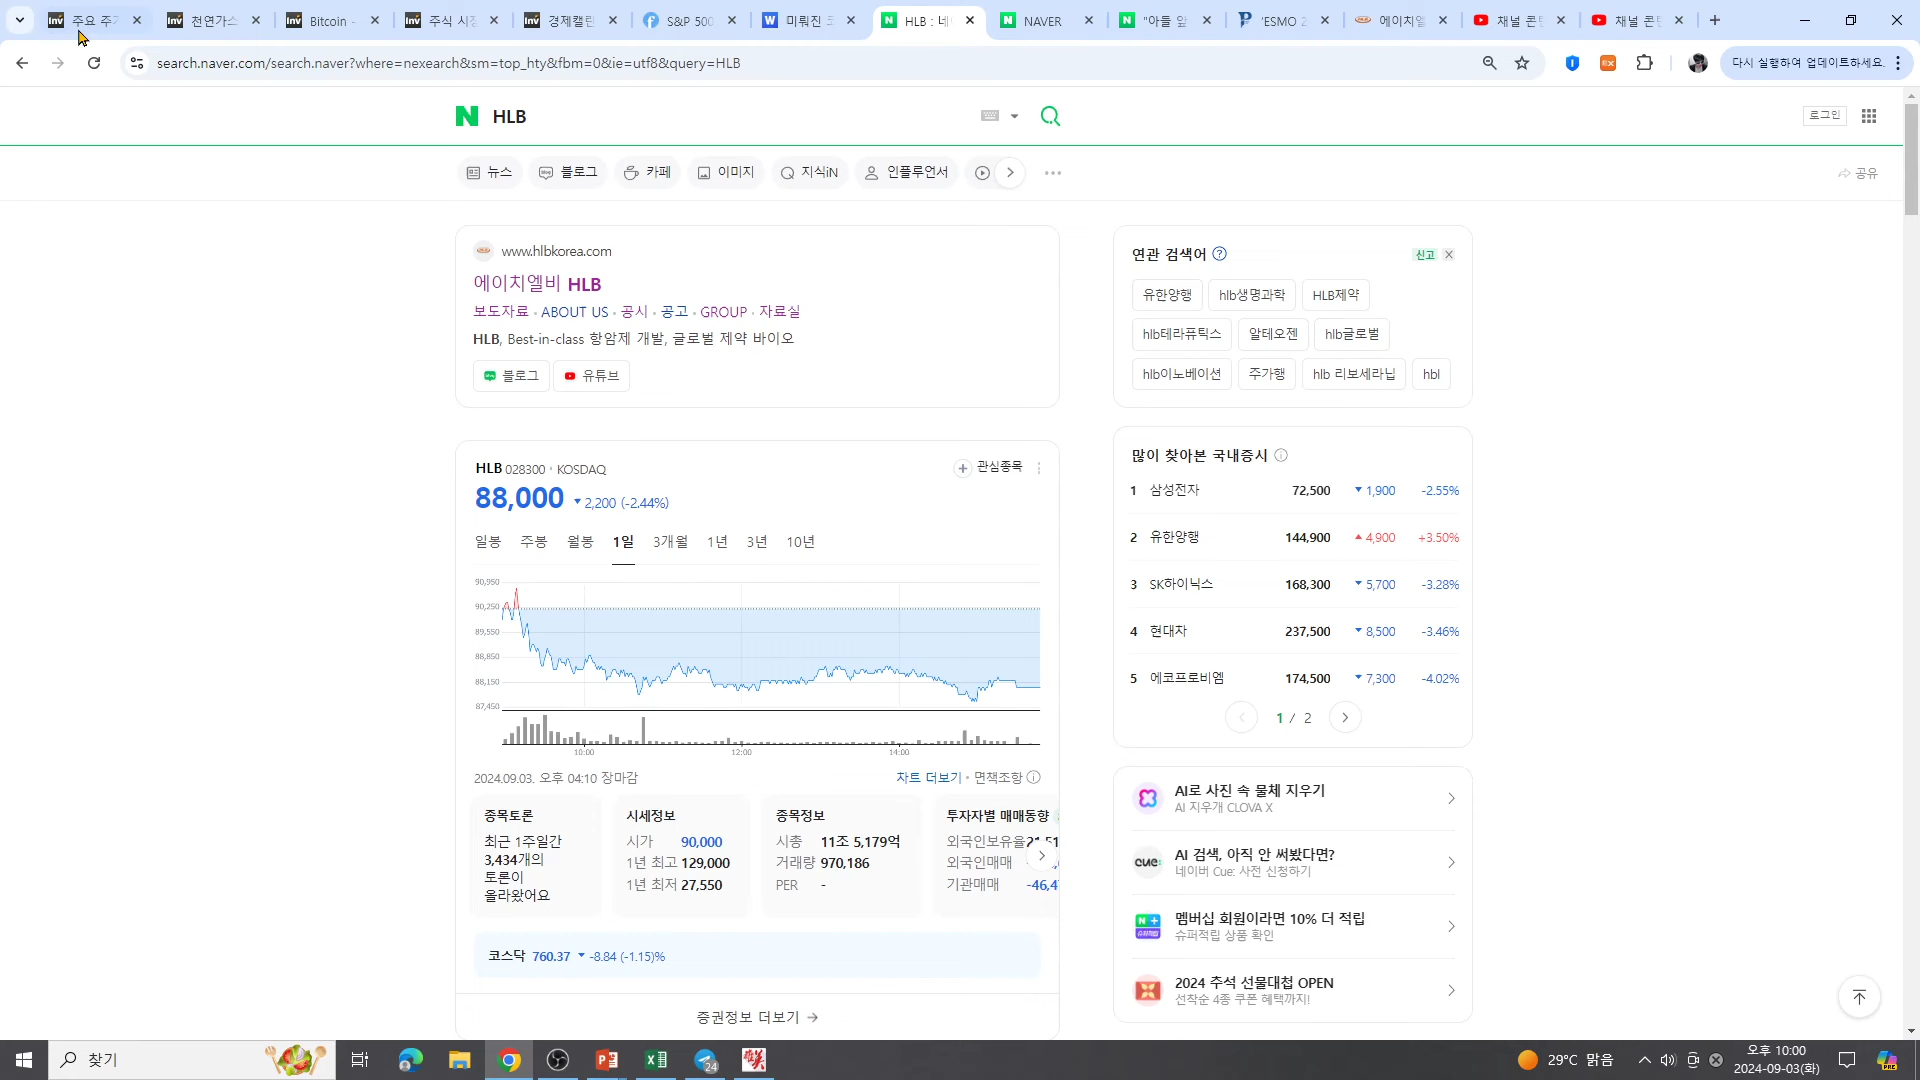 주요 주가
천연가스
Bitcoin -
주식 시장
경제캘린
S&P 500
미뤄진 코
HLB : 네이
NAVER
"아들 앞
'ESMO 2
에이치엘
채널 콘텐
채널 콘텐
search.naver.com/search.naver?where=nexearch&sm=top_hty&fbm=0&ie=utf8&query=HLB
다시 실행하여 업데이트하세요.
N HLB
로그인
뉴스
블로그
카페
이미지
지식iN
인플루언서
공유
www.hlbkorea.com
에이치엘비 HLB
보도자료 · ABOUT US · 공시 · 공고 · GROUP · 자료실
HLB, Best-in-class 항암제 개발, 글로벌 제약 바이오
블로그
유튜브
연관 검색어
신고 X
유한양행 hlb생명과학 HLB제약
hlb테라퓨틱스 알테오젠 hlb글로벌
hlb이노베이션 주가행 hlb 리보세라닙 hbl
HLB 028300 · KOSDAQ
관심종목
88,000 ▼ 2,200 (-2.44%)
일봉 주봉 월봉 1일 3개월 1년 3년 10년
90,950
90,250
89,550
88,850
88,150
87,450
10:00 12:00 14:00
2024.09.03. 오후 04:10 장마감
차트 더보기 · 면책조항
종목토론
최근 1주일간
3,434개의
토론이
올라왔어요
시세정보
시가 90,000
1년 최고 129,000
1년 최저 27,550
종목정보
시총 11조 5,179억
거래량 970,186
PER -
투자자별 매매동향
외국인보유율
외국인매매
기관매매 -46,4
코스닥 760.37 ▼ -8.84 (-1.15)%
증권정보 더보기 →
많이 찾아본 국내증시
1 삼성전자 72,500 ▼ 1,900 -2.55%
2 유한양행 144,900 ▲ 4,900 +3.50%
3 SK하이닉스 168,300 ▼ 5,700 -3.28%
4 현대차 237,500 ▼ 8,500 -3.46%
5 에코프로비엠 174,500 ▼ 7,300 -4.02%
1 / 2
AI로 사진 속 물체 지우기
AI 지우개 CLOVA X
cue:
AI 검색, 아직 안 써봤다면?
네이버 Cue: 사전 신청하기
멤버십 회원이라면 10% 더 적립
슈퍼적립 상품 확인
2024 추석 선물대첩 OPEN
선착순 4종 쿠폰 혜택까지!
찾기
24
29°C 맑음
오후 10:00
2024-09-03(화)